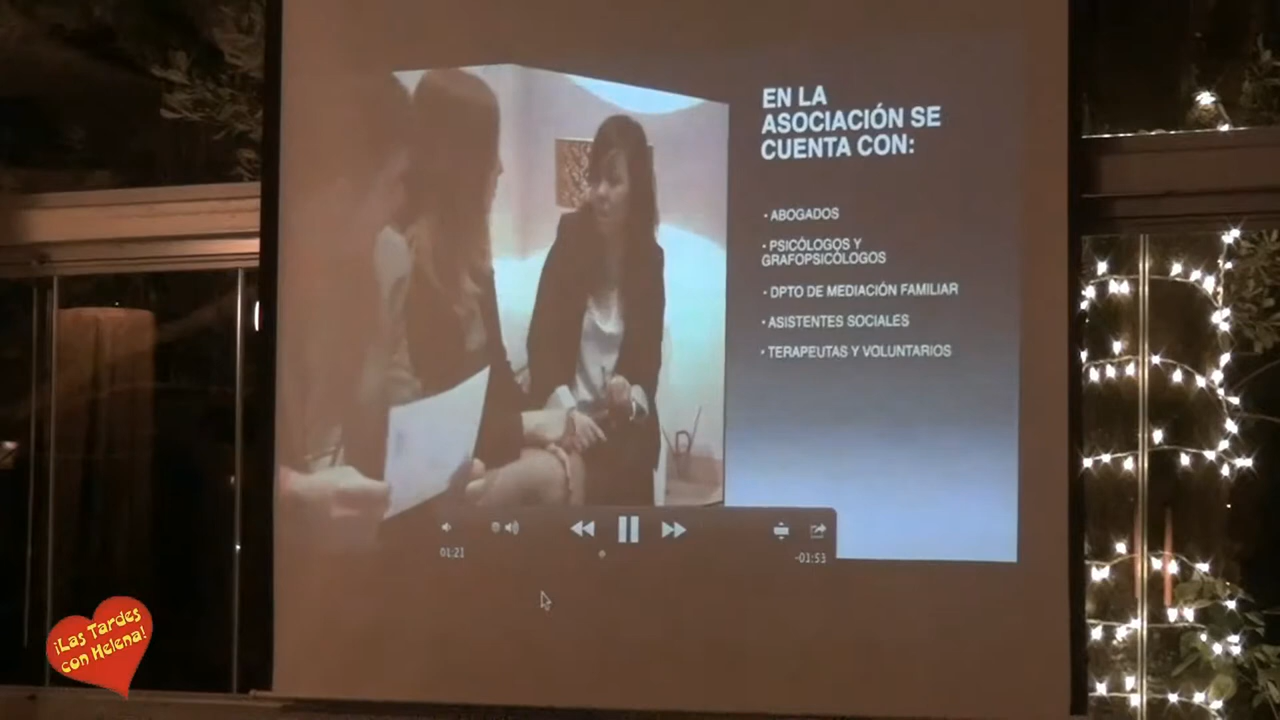 EN LA
ASOCIACIÓN SE
CUENTA CON:
• ABOGADOS
• PSICÓLOGOS Y
GRAFOPSICÓLOGOS
• DPTO DE MEDIACIÓN FAMILIAR
• ASISTENTES SOCIALES
• TERAPEUTAS Y VOLUNTARIOS
01:21
-01:53
¡Las Tardes
con Helena!